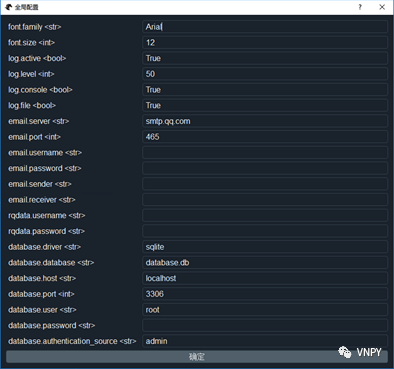 全局配置
font.family <str> Arial
font.size <int> 12
log.active <bool> True
log.level <int> 50
log.console <bool> True
log.file <bool> True
email.server <str> smtp.qq.com
email.port <int> 465
email.username <str>
email.password <str>
email.sender <str>
email.receiver <str>
rqdata.username <str>
rqdata.password <str>
database.driver <str> sqlite
database.database <str> database.db
database.host <str> localhost
database.port <int> 3306
database.user <str> root
database.password <str>
database.authentication_source <str> admin
确定
VNPY